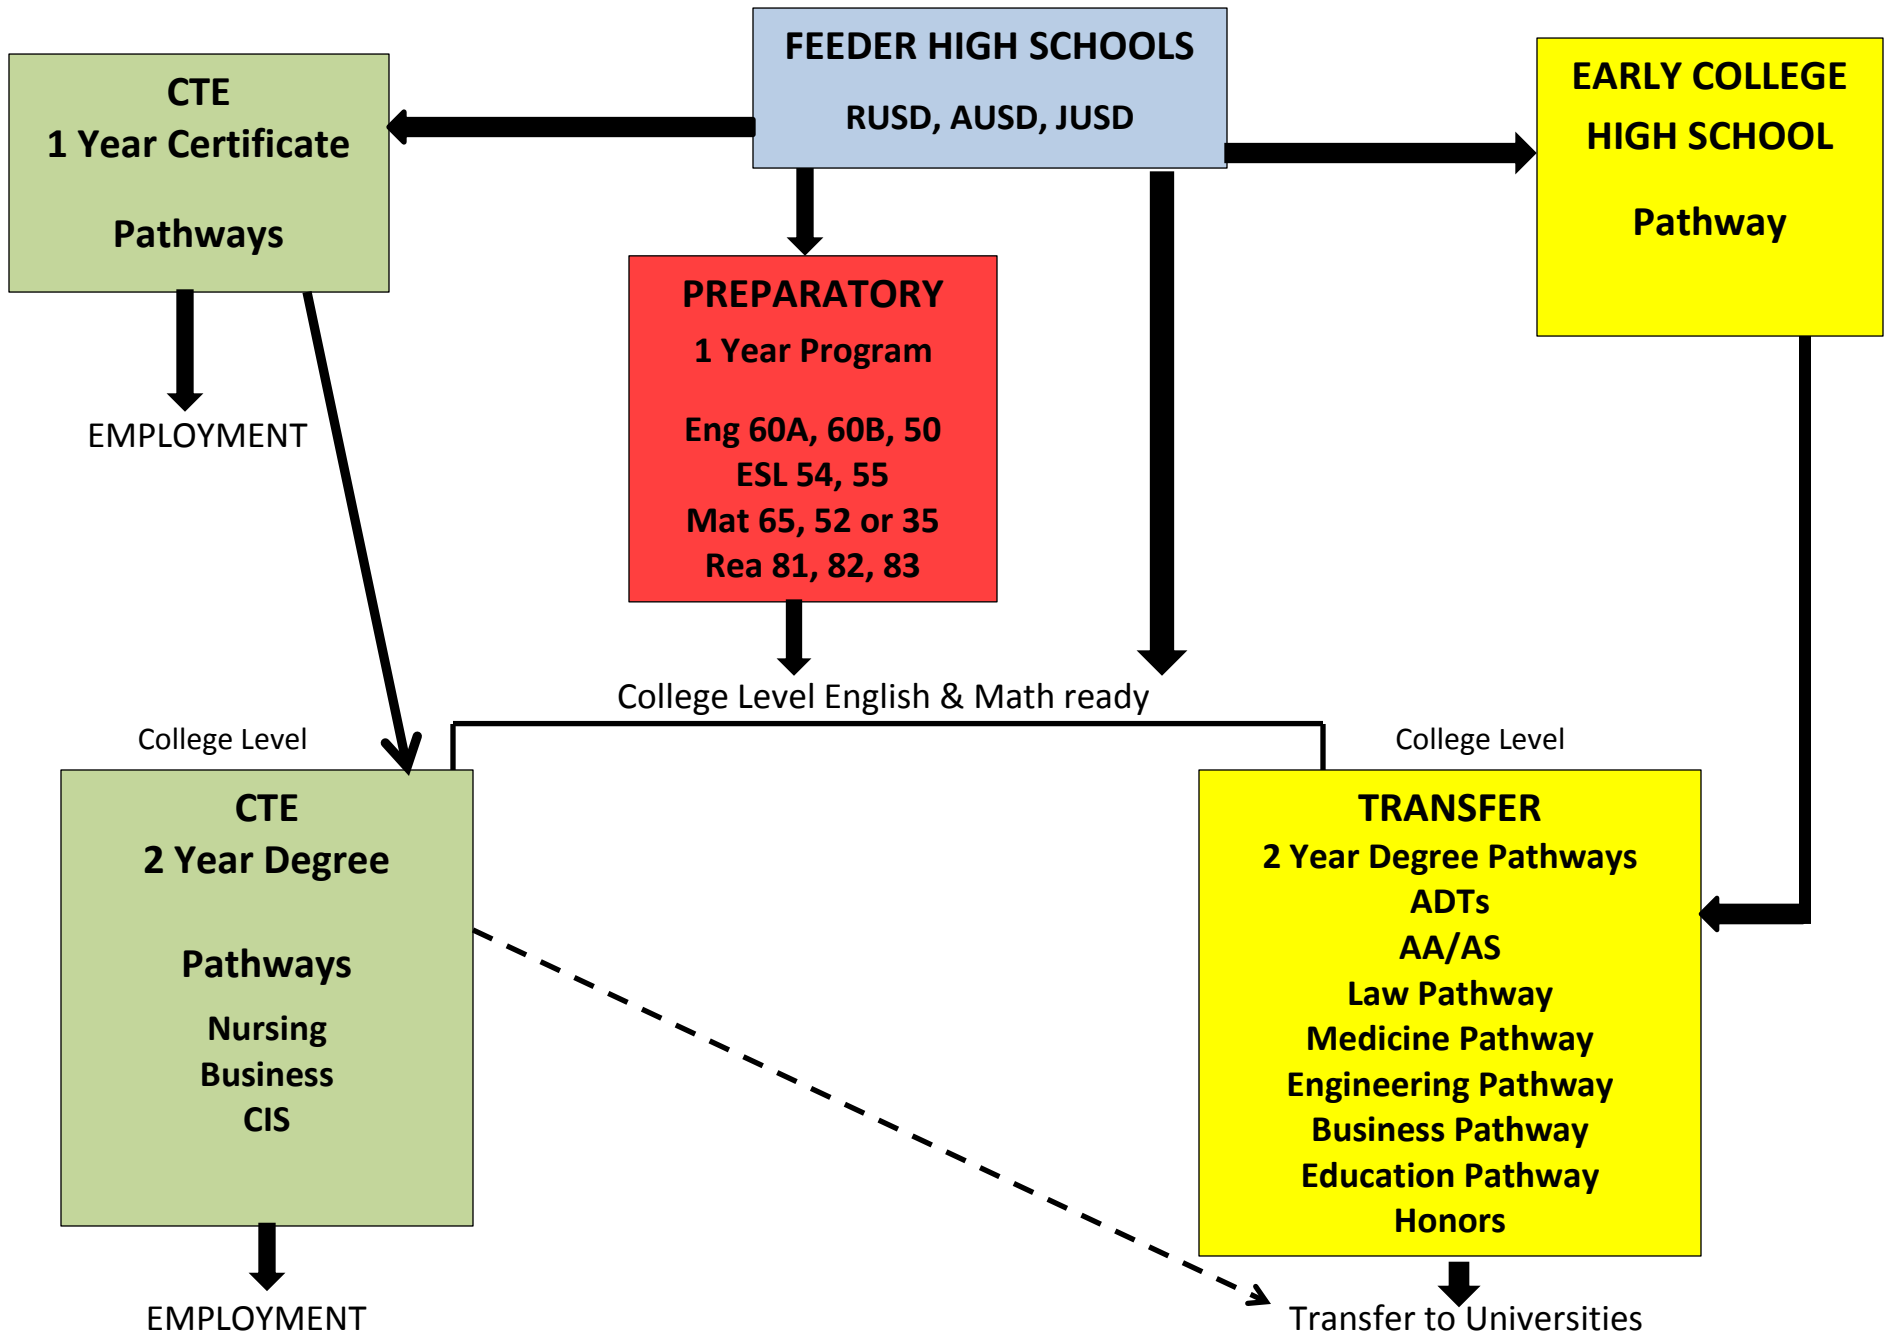 FEEDER HIGH SCHOOLS
RUSD, AUSD, JUSD
CTE
1 Year Certificate
Pathways
EARLY COLLEGE
HIGH SCHOOL
Pathway
PREPARATORY
1 Year Program
Eng 60A, 60B, 50
ESL 54, 55
Mat 65, 52 or 35
Rea 81, 82, 83
EMPLOYMENT
College Level English & Math ready
College Level
College Level
CTE
2 Year Degree
Pathways
Nursing
Business
CIS
TRANSFER
2 Year Degree Pathways
ADTs
AA/AS
Law Pathway
Medicine Pathway
Engineering Pathway
Business Pathway
Education Pathway
Honors
EMPLOYMENT
Transfer to Universities